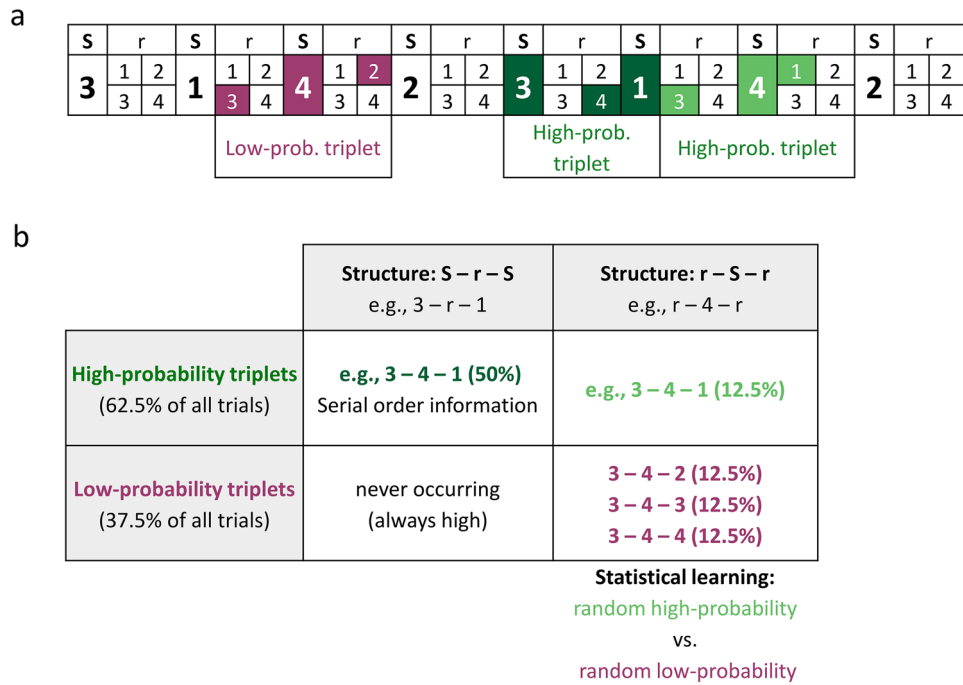 a
S r S r S r S r S r S r S r S r
3 1 2 1 1 2 4 1 2 2 1 2 3 1 2 1 1 2 4 1 2 2 1 2
3 4 3 4 3 4 3 4 3 4 3 4 3 4 3 4
Low-prob. triplet
High-prob.
triplet
High-prob. triplet
b
Structure: S – r – S
e.g., 3 – r – 1
Structure: r – S – r
e.g., r – 4 – r
High-probability triplets
(62.5% of all trials)
e.g., 3 – 4 – 1 (50%)
Serial order information
e.g., 3 – 4 – 1 (12.5%)
Low-probability triplets
(37.5% of all trials)
never occurring
(always high)
3 – 4 – 2 (12.5%)
3 – 4 – 3 (12.5%)
3 – 4 – 4 (12.5%)
Statistical learning:
random high-probability
vs.
random low-probability